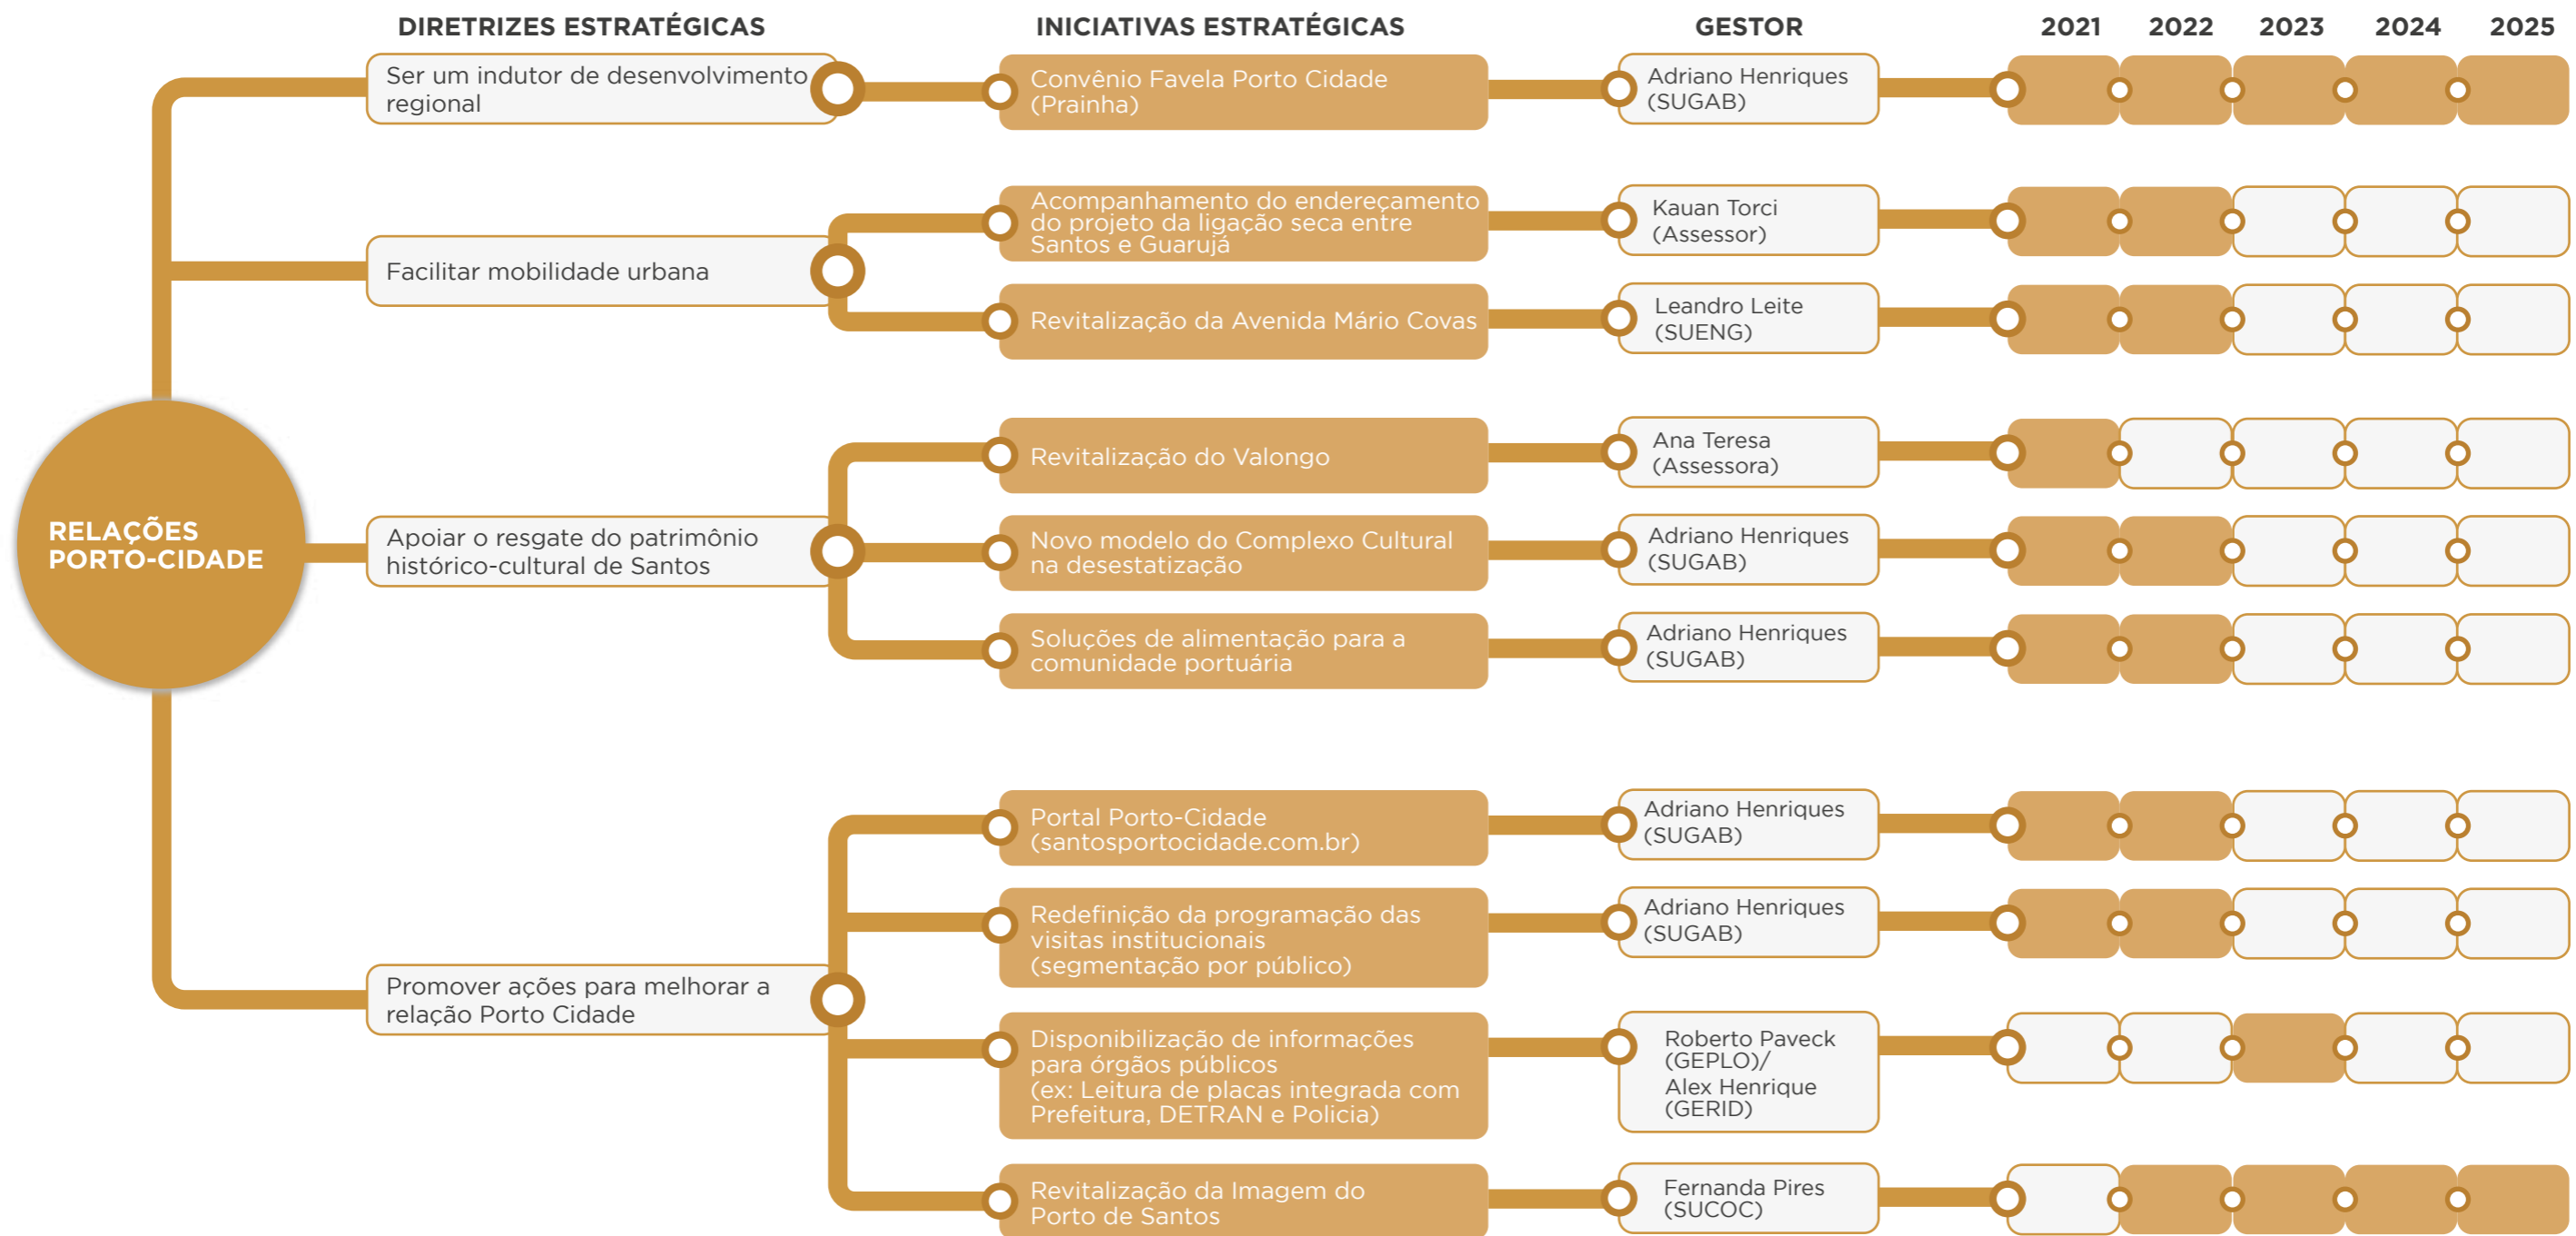 DIRETRIZES ESTRATÉGICAS
INICIATIVAS ESTRATÉGICAS
GESTOR
2021
2022
2023
2024
2025
RELAÇÕES
PORTO-CIDADE
Ser um indutor de desenvolvimento
regional
Convênio Favela Porto Cidade
(Prainha)
Adriano Henriques
(SUGAB)
Facilitar mobilidade urbana
Acompanhamento do endereçamento
do projeto da ligação seca entre
Santos e Guarujá
Kauan Torci
(Assessor)
Revitalização da Avenida Mário Covas
Leandro Leite
(SUENG)
Apoiar o resgate do patrimônio
histórico-cultural de Santos
Revitalização do Valongo
Ana Teresa
(Assessora)
Novo modelo do Complexo Cultural
na desestatização
Adriano Henriques
(SUGAB)
Soluções de alimentação para a
comunidade portuária
Adriano Henriques
(SUGAB)
Promover ações para melhorar a
relação Porto Cidade
Portal Porto-Cidade
(santosportocidade.com.br)
Adriano Henriques
(SUGAB)
Redefinição da programação das
visitas institucionais
(segmentação por público)
Adriano Henriques
(SUGAB)
Disponibilização de informações
para órgãos públicos
(ex: Leitura de placas integrada com
Prefeitura, DETRAN e Policia)
Roberto Paveck
(GEPLO)/
Alex Henrique
(GERID)
Revitalização da Imagem do
Porto de Santos
Fernanda Pires
(SUCOC)